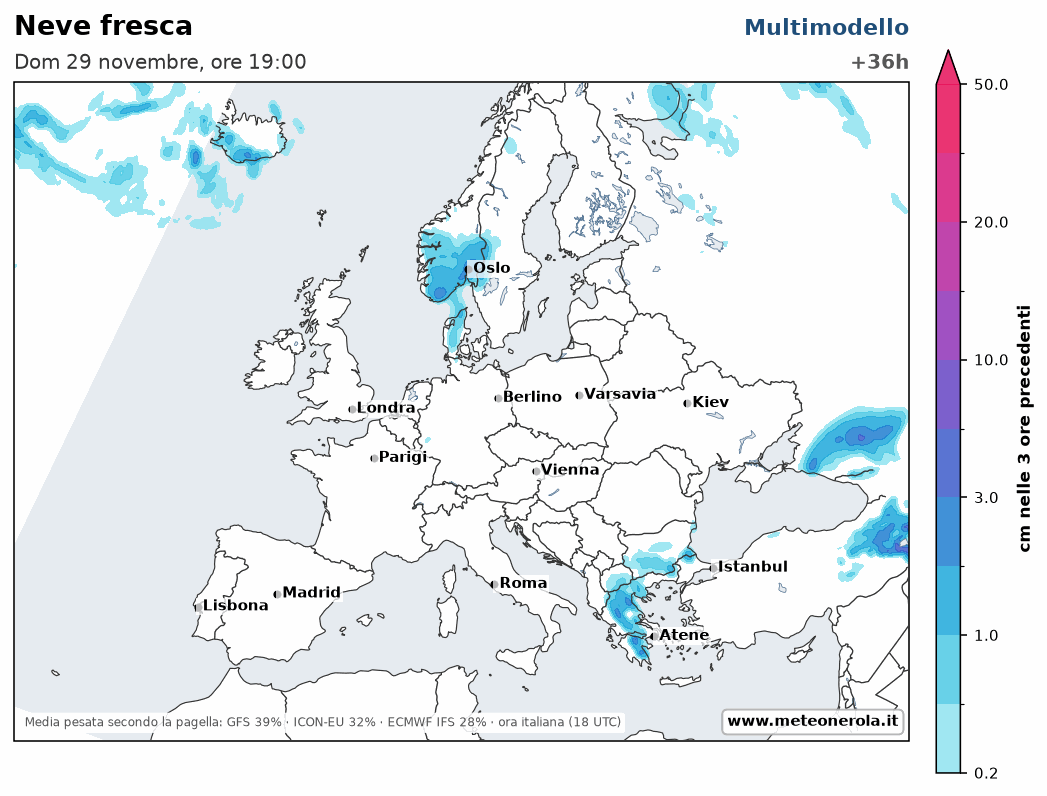 Neve fresca
Multimodello
Dom 29 novembre, ore 19:00
+36h
50.0
20.0
10.0
3.0
1.0
0.2
cm nelle 3 ore precedenti
Oslo
Berlino
Varsavia
Kiev
Londra
Parigi
Vienna
Istanbul
Roma
Madrid
Lisbona
Atene
Media pesata secondo la pagella: GFS 39% · ICON-EU 32% · ECMWF IFS 28% · ora italiana (18 UTC)
www.meteonerola.it